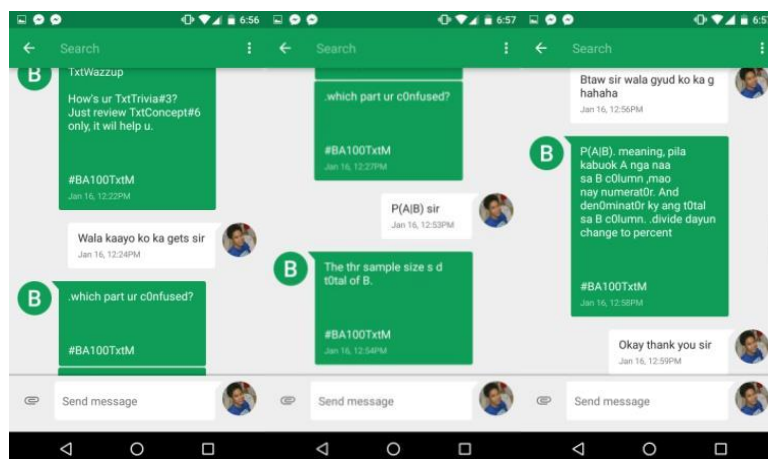 6:56
Search
B
TxtWazzup
How's ur TxtTrivia#3?
Just review TxtConcept#6
only, it wil help u.
#BA100TxtM
Jan 16, 12:22PM
Wala kaayo ko ka gets sir
Jan 16, 12:24PM
B
.which part ur c0nfused?
#BA100TxtM
Send message
6:57
Search
.which part ur c0nfused?
#BA100TxtM
Jan 16, 12:27PM
P(A|B) sir
Jan 16, 12:53PM
B
The thr sample size s d
t0tal of B.
#BA100TxtM
Jan 16, 12:54PM
Send message
6:57
Search
Btaw sir wala gyud ko ka g
hahaha
Jan 16, 12:56PM
B
P(A|B). meaning, pila
kabuok A nga naa
sa B c0lumn ,mao
nay numerat0r. And
den0minat0r ky ang t0tal
sa B c0lumn. .divide dayun
change to percent
#BA100TxtM
Jan 16, 12:58PM
Okay thank you sir
Jan 16, 12:59PM
Send message